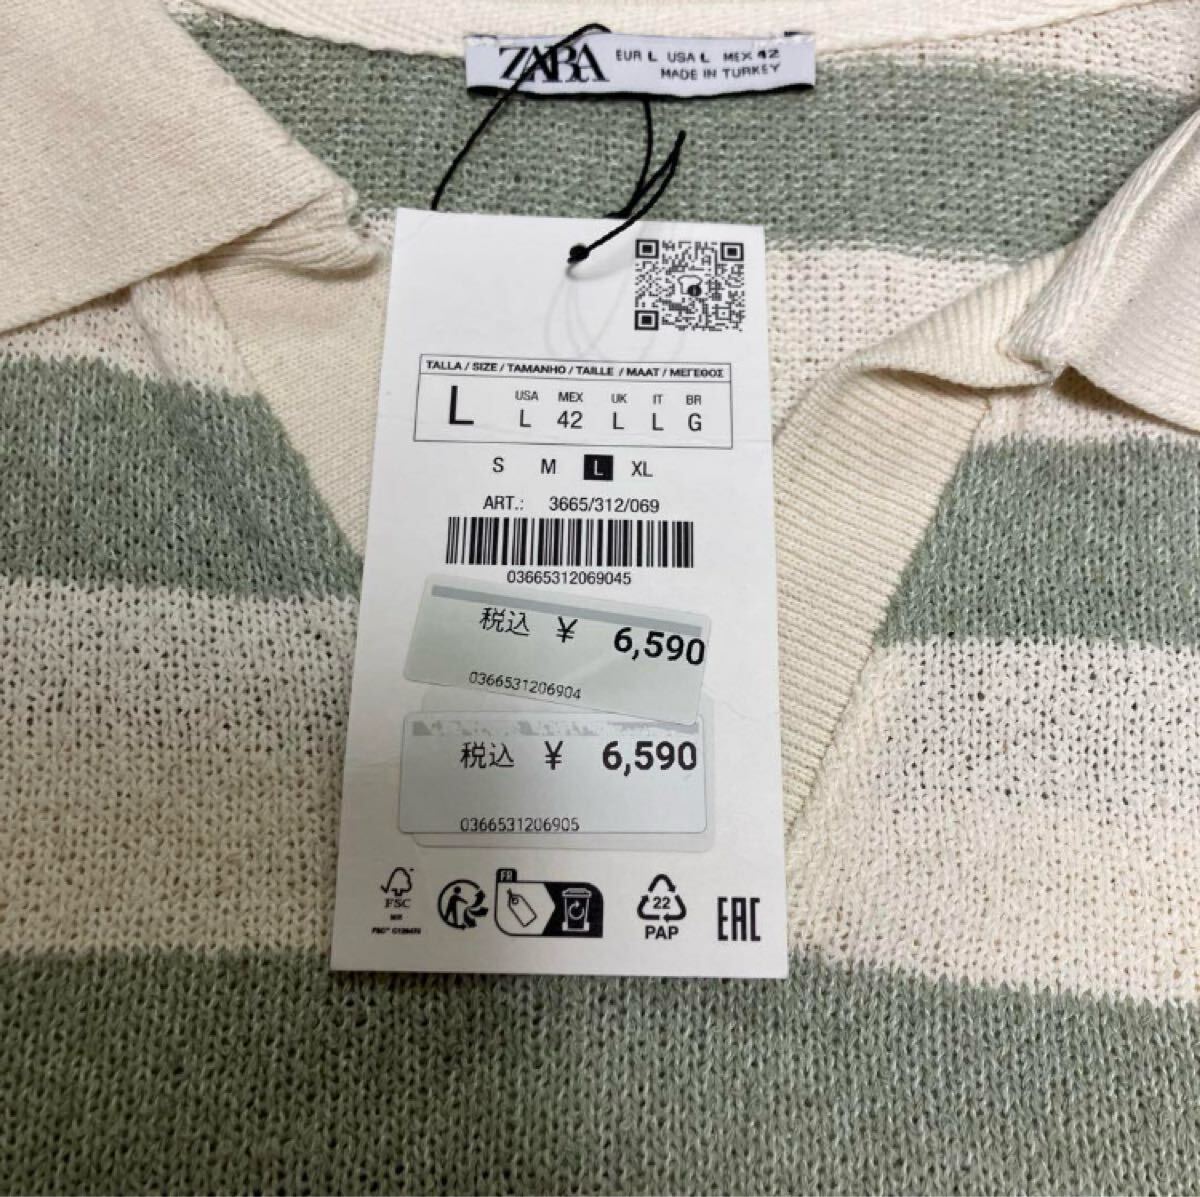 ZARA EUR L USA L MEX 42
MADE IN TURKEY
TALLA / SIZE / TAMANHO / TAILLE / MAAT / ΜΕΓΕΘΟΣ
USA MEX UK IT BR
L L 42 L L G
S M L XL
ART.: 3665/312/069
03665312069045
税込 ¥ 6,590
0366531206904
税込 ¥ 6,590
0366531206905
FR
FSC
MIX
22
PAP
EAC